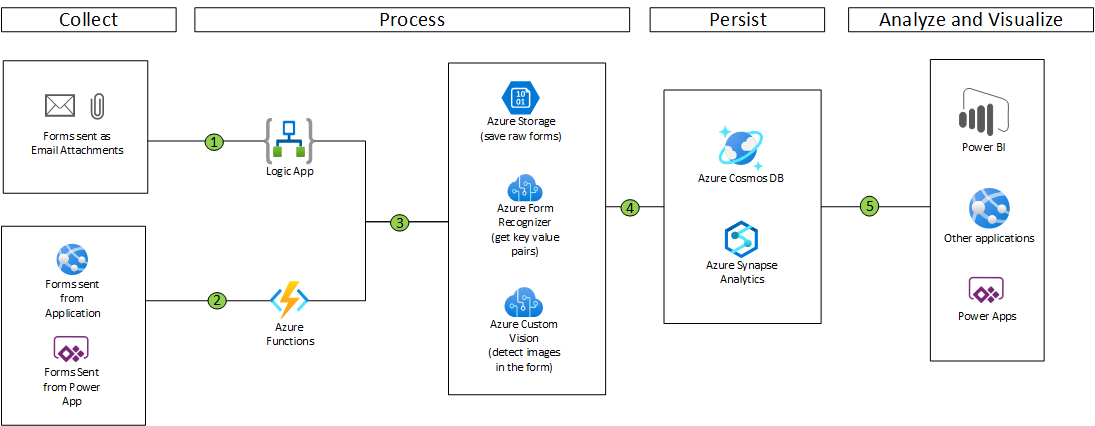 Collect
Process
Persist
Analyze and Visualize
Forms sent as
Email Attachments
1
Logic App
Forms sent
from
Application
Forms Sent
from Power
App
2
Azure
Functions
3
10
01
Azure Storage
(save raw forms)
Azure Form
Recognizer
(get key value
pairs)
Azure Custom
Vision
(detect images
in the form)
4
Azure Cosmos DB
Azure Synapse
Analytics
5
Power BI
Other applications
Power Apps